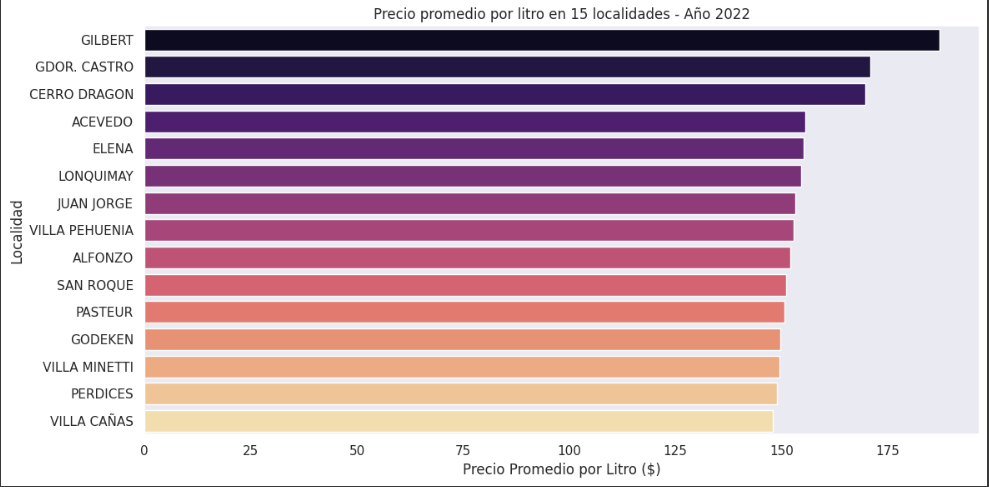 Precio promedio por litro en 15 localidades - Año 2022
Localidad
GILBERT
GDOR. CASTRO
CERRO DRAGON
ACEVEDO
ELENA
LONQUIMAY
JUAN JORGE
VILLA PEHUENIA
ALFONZO
SAN ROQUE
PASTEUR
GODEKEN
VILLA MINETTI
PERDICES
VILLA CAÑAS
0 25 50 75 100 125 150 175
Precio Promedio por Litro ($)